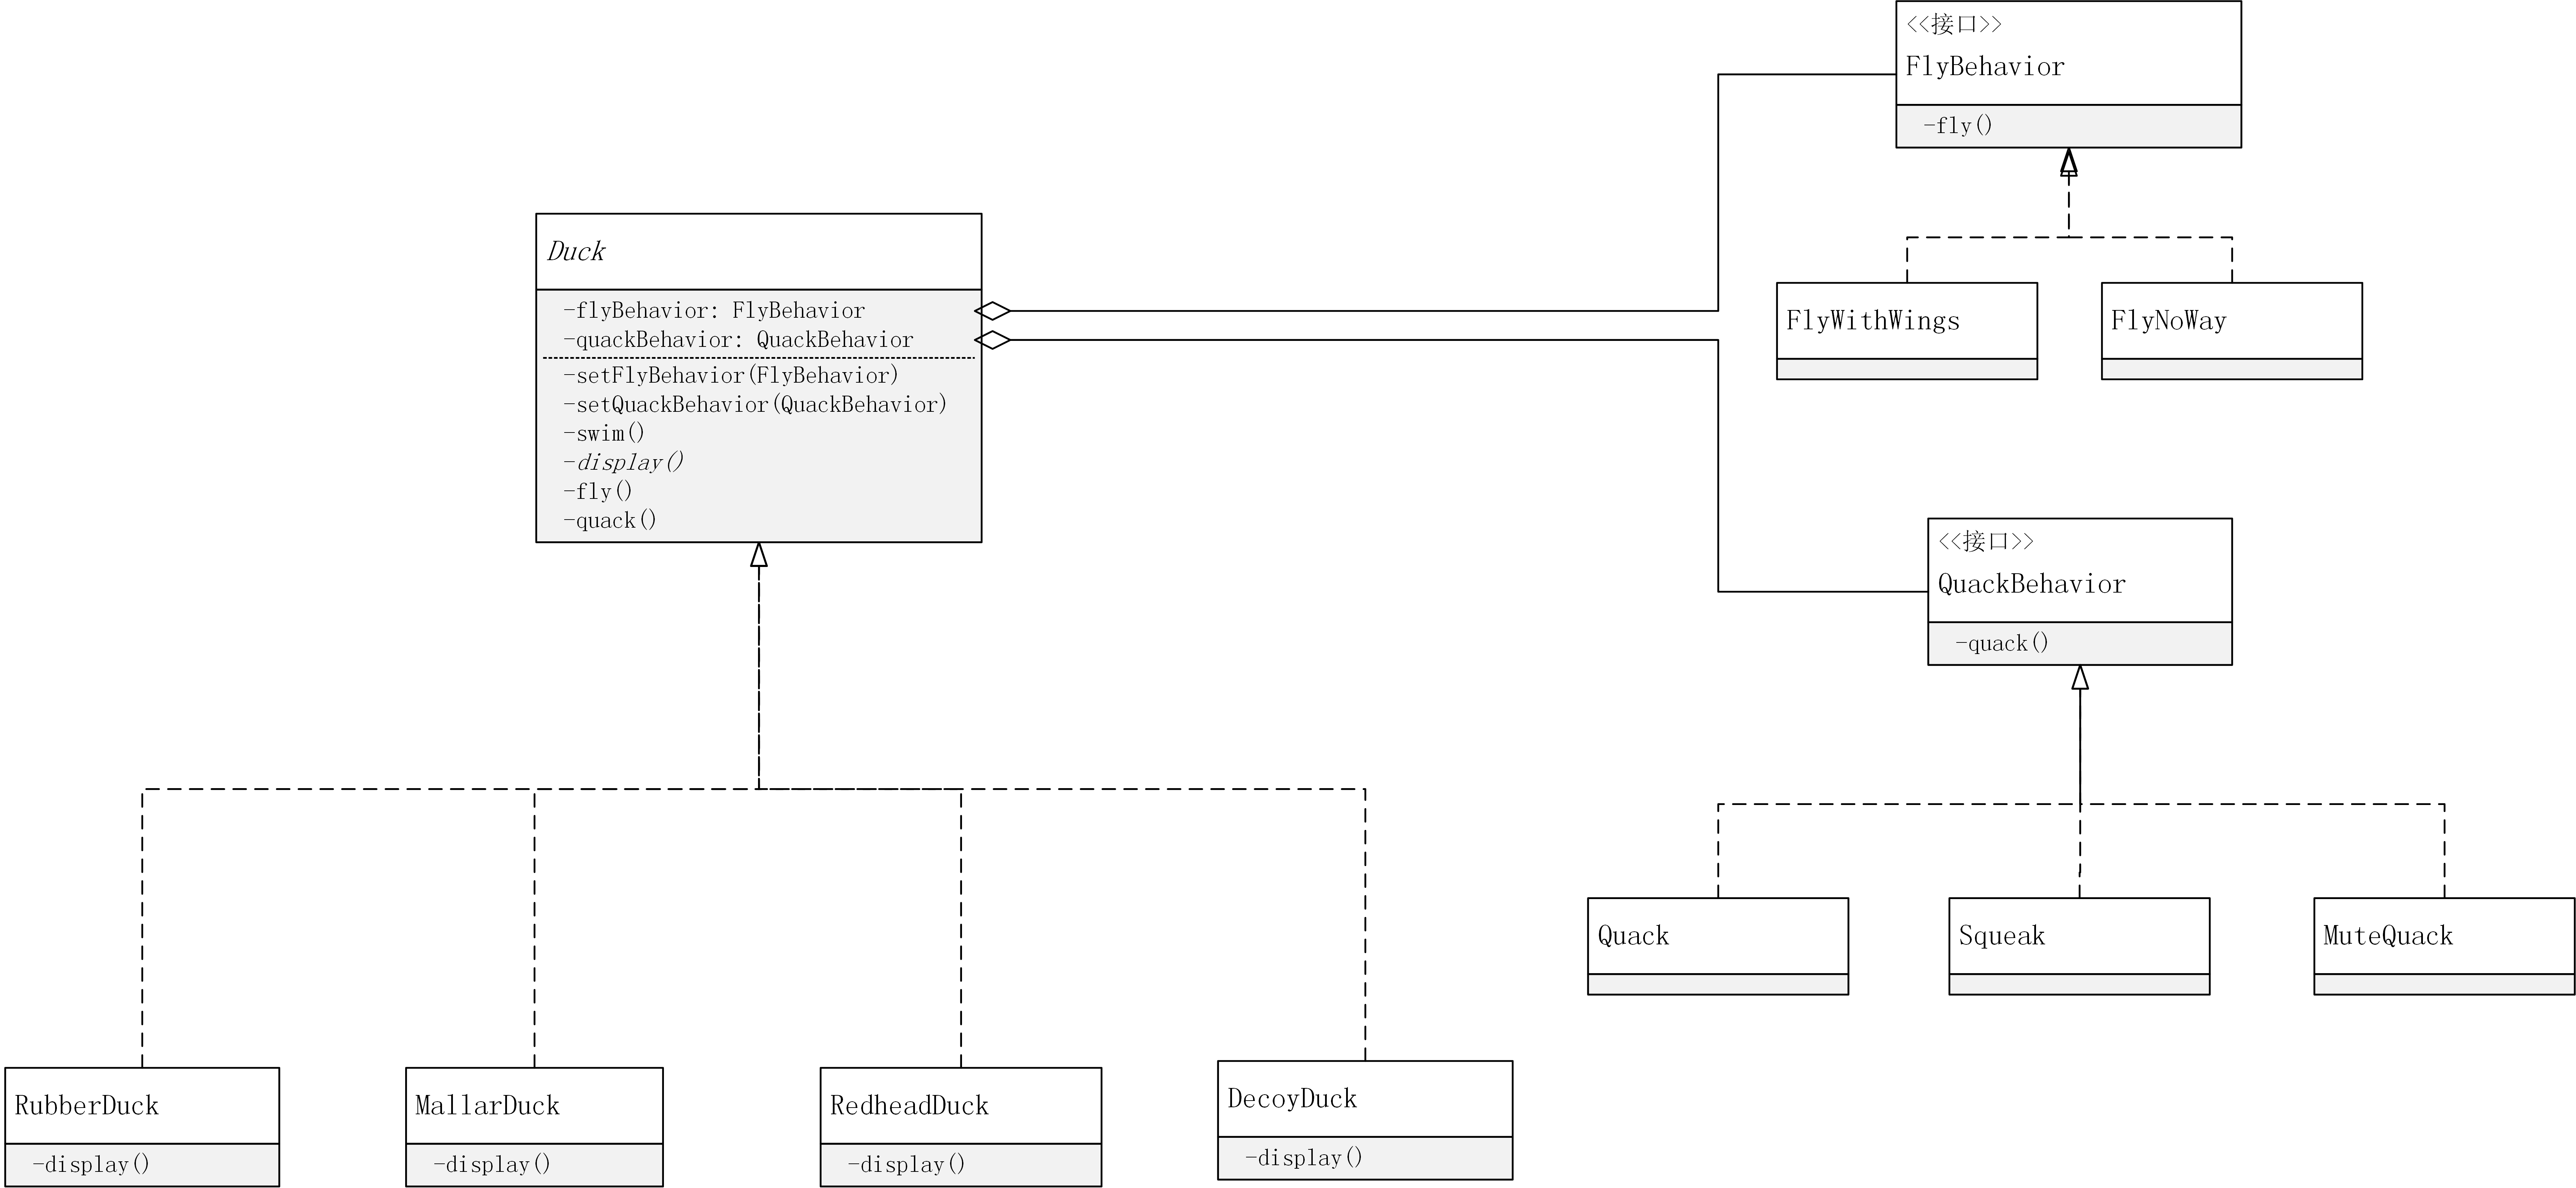 <<接口>>
FlyBehavior
-fly()
Duck
-flyBehavior: FlyBehavior
-quackBehavior: QuackBehavior
-setFlyBehavior(FlyBehavior)
-setQuackBehavior(QuackBehavior)
-swim()
-display()
-fly()
-quack()
FlyWithWings
FlyNoWay
<<接口>>
QuackBehavior
-quack()
Quack
Squeak
MuteQuack
RubberDuck
-display()
MallarDuck
-display()
RedheadDuck
-display()
DecoyDuck
-display()